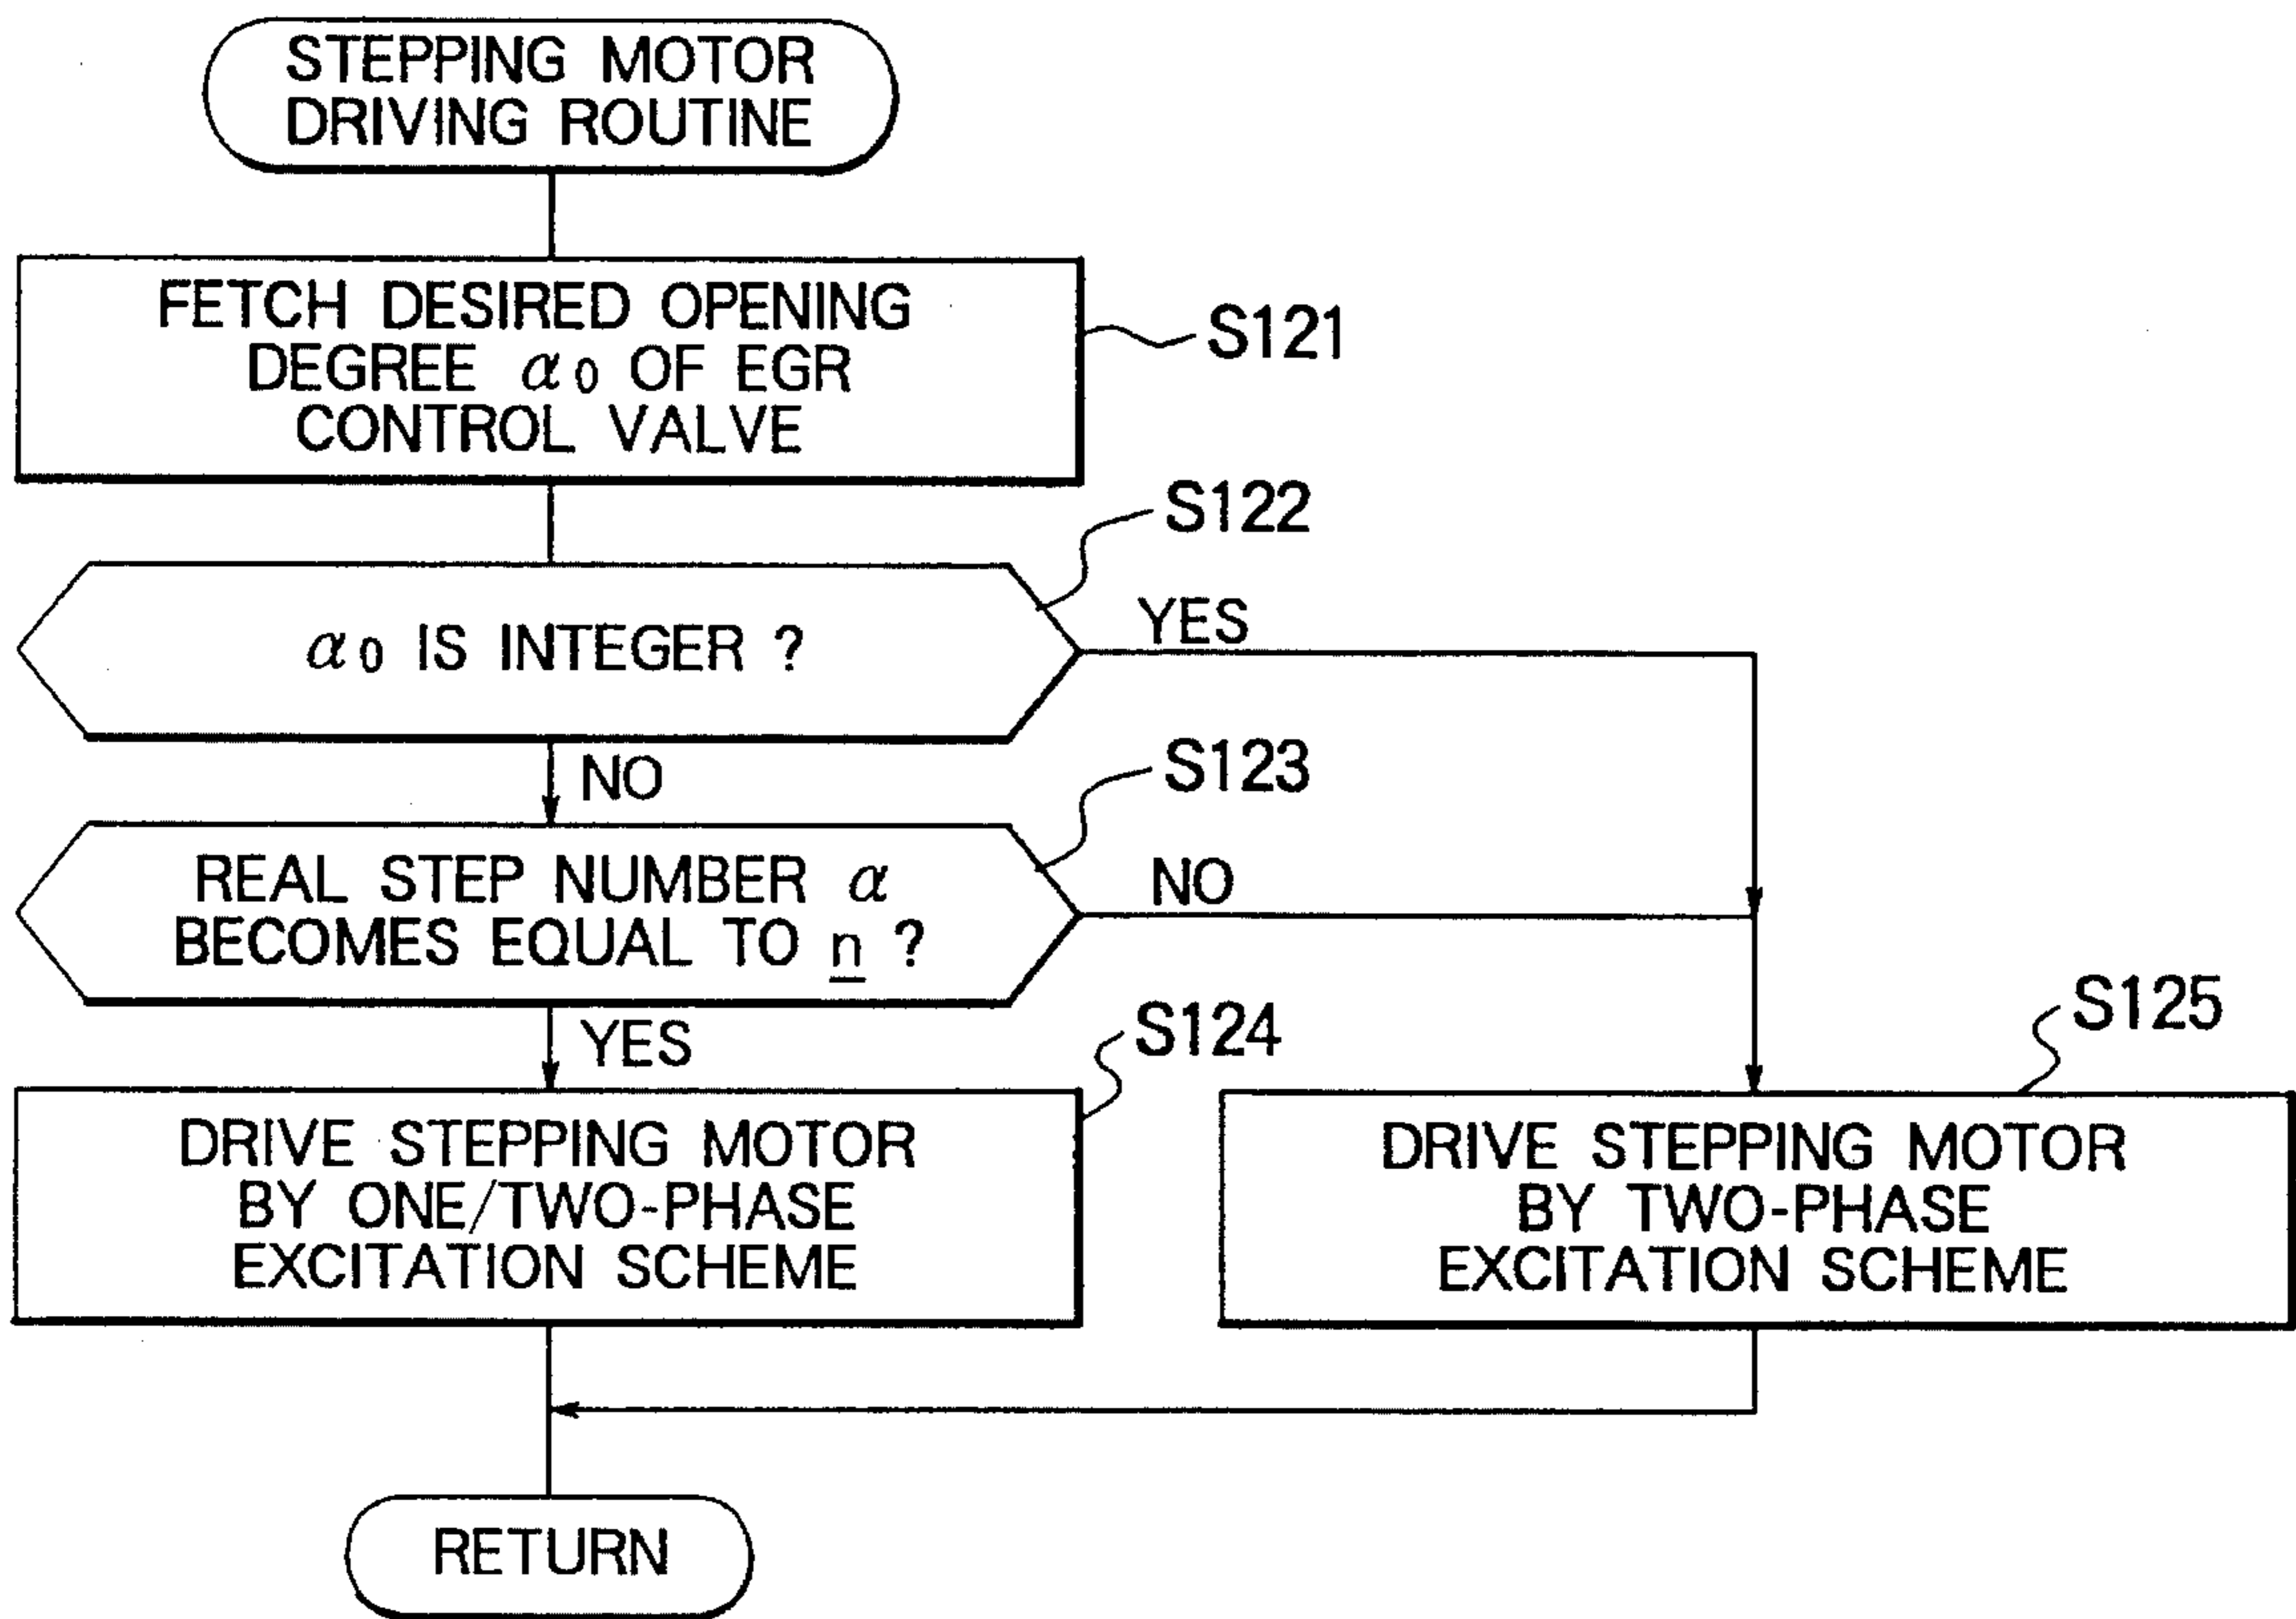 STEPPING MOTOR
DRIVING ROUTINE
FETCH DESIRED OPENING
DEGREE α0 OF EGR
CONTROL VALVE
S121
S122
α0 IS INTEGER ?
YES
NO
S123
REAL STEP NUMBER α
BECOMES EQUAL TO n ?
NO
YES
S124
S125
DRIVE STEPPING MOTOR
BY ONE/TWO-PHASE
EXCITATION SCHEME
DRIVE STEPPING MOTOR
BY TWO-PHASE
EXCITATION SCHEME
RETURN